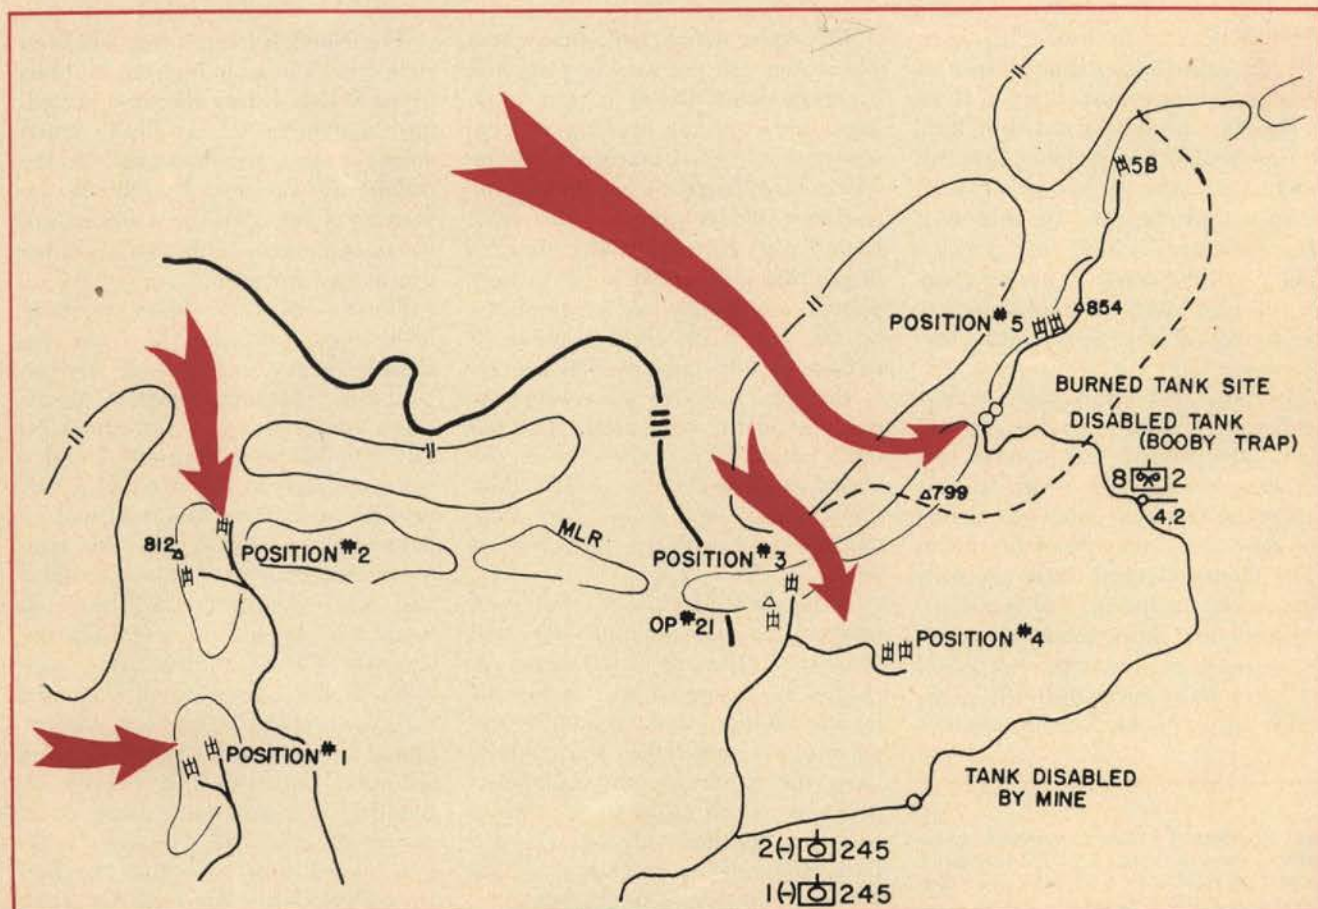 5B
854
POSITION #5
BURNED TANK SITE
DISABLED TANK
(BOOBY TRAP)
8 2
4.2
799
MLR
812
POSITION #2
POSITION #3
OP #21
POSITION #4
POSITION #1
TANK DISABLED
BY MINE
2(-) 245
1(-) 245